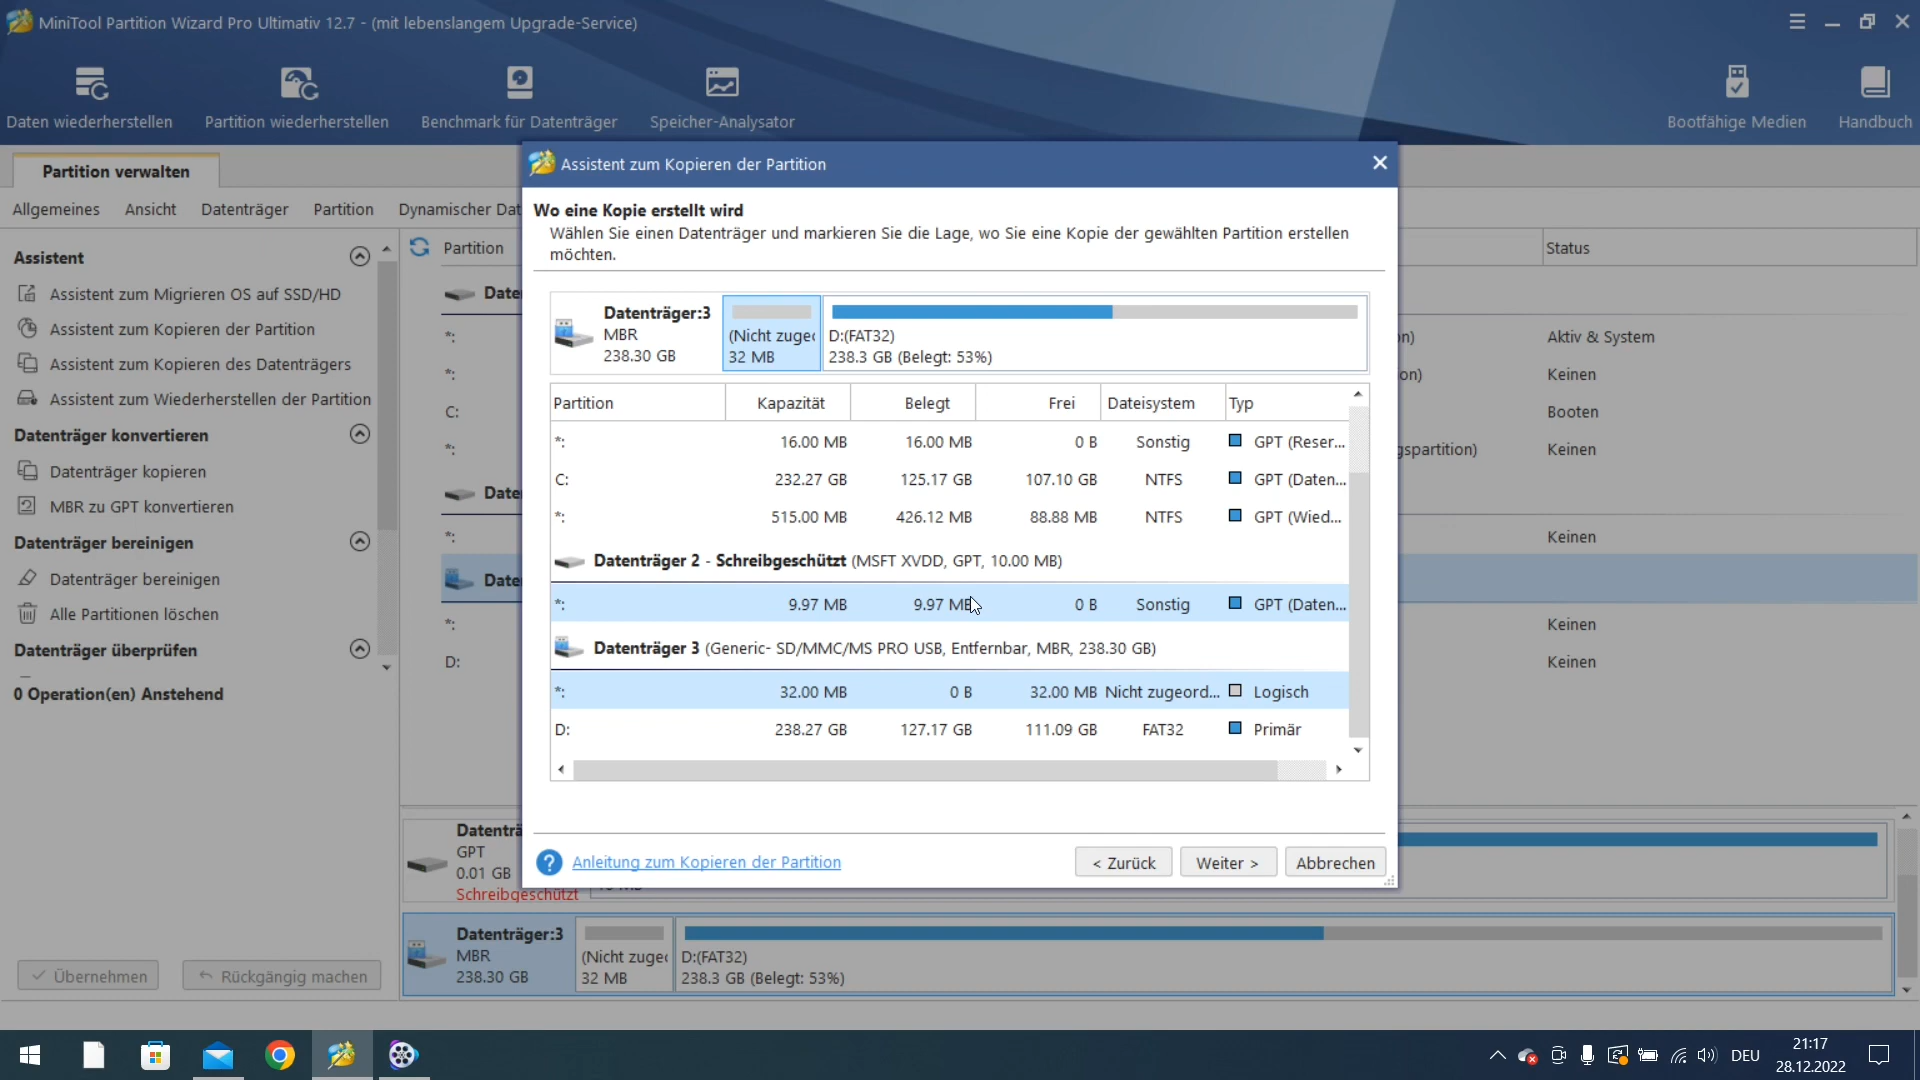 MiniTool Partition Wizard Pro Ultimativ 12.7 - (mit lebenslangem Upgrade-Service)
Daten wiederherstellen
Partition wiederherstellen
Benchmark für Datenträger
Speicher-Analysator
Bootfähige Medien
Handbuch
Partition verwalten
Allgemeines
Ansicht
Datenträger
Partition
Dynamischer Dat
Assistent
Assistent zum Migrieren OS auf SSD/HD
Assistent zum Kopieren der Partition
Assistent zum Kopieren des Datenträgers
Assistent zum Wiederherstellen der Partition
Datenträger konvertieren
Datenträger kopieren
MBR zu GPT konvertieren
Datenträger bereinigen
Datenträger bereinigen
Alle Partitionen löschen
Datenträger überprüfen
0 Operation(en) Anstehend
Übernehmen
Rückgängig machen
Partition
Date
*:
*:
C:
*:
Date
*:
Date
*:
D:
Status
n)
Aktiv & System
on)
Keinen
Booten
gspartition)
Keinen
Keinen
Keinen
Keinen
Assistent zum Kopieren der Partition
Wo eine Kopie erstellt wird
Wählen Sie einen Datenträger und markieren Sie die Lage, wo Sie eine Kopie der gewählten Partition erstellen
möchten.
Datenträger:3
MBR
238.30 GB
(Nicht zuge
32 MB
D:(FAT32)
238.3 GB (Belegt: 53%)
Partition Kapazität Belegt Frei Dateisystem Typ
*: 16.00 MB 16.00 MB 0 B Sonstig GPT (Reser...
C: 232.27 GB 125.17 GB 107.10 GB NTFS GPT (Daten...
*: 515.00 MB 426.12 MB 88.88 MB NTFS GPT (Wied...
Datenträger 2 - Schreibgeschützt (MSFT XVDD, GPT, 10.00 MB)
*: 9.97 MB 9.97 MB 0 B Sonstig GPT (Daten...
Datenträger 3 (Generic- SD/MMC/MS PRO USB, Entfernbar, MBR, 238.30 GB)
*: 32.00 MB 0 B 32.00 MB Nicht zugeord... Logisch
D: 238.27 GB 127.17 GB 111.09 GB FAT32 Primär
? Anleitung zum Kopieren der Partition
< Zurück
Weiter >
Abbrechen
Datenträ
GPT
0.01 GB
Schreibgeschützt
Datenträger:3
MBR
238.30 GB
(Nicht zuge
32 MB
D:(FAT32)
238.3 GB (Belegt: 53%)
DEU
21:17
28.12.2022